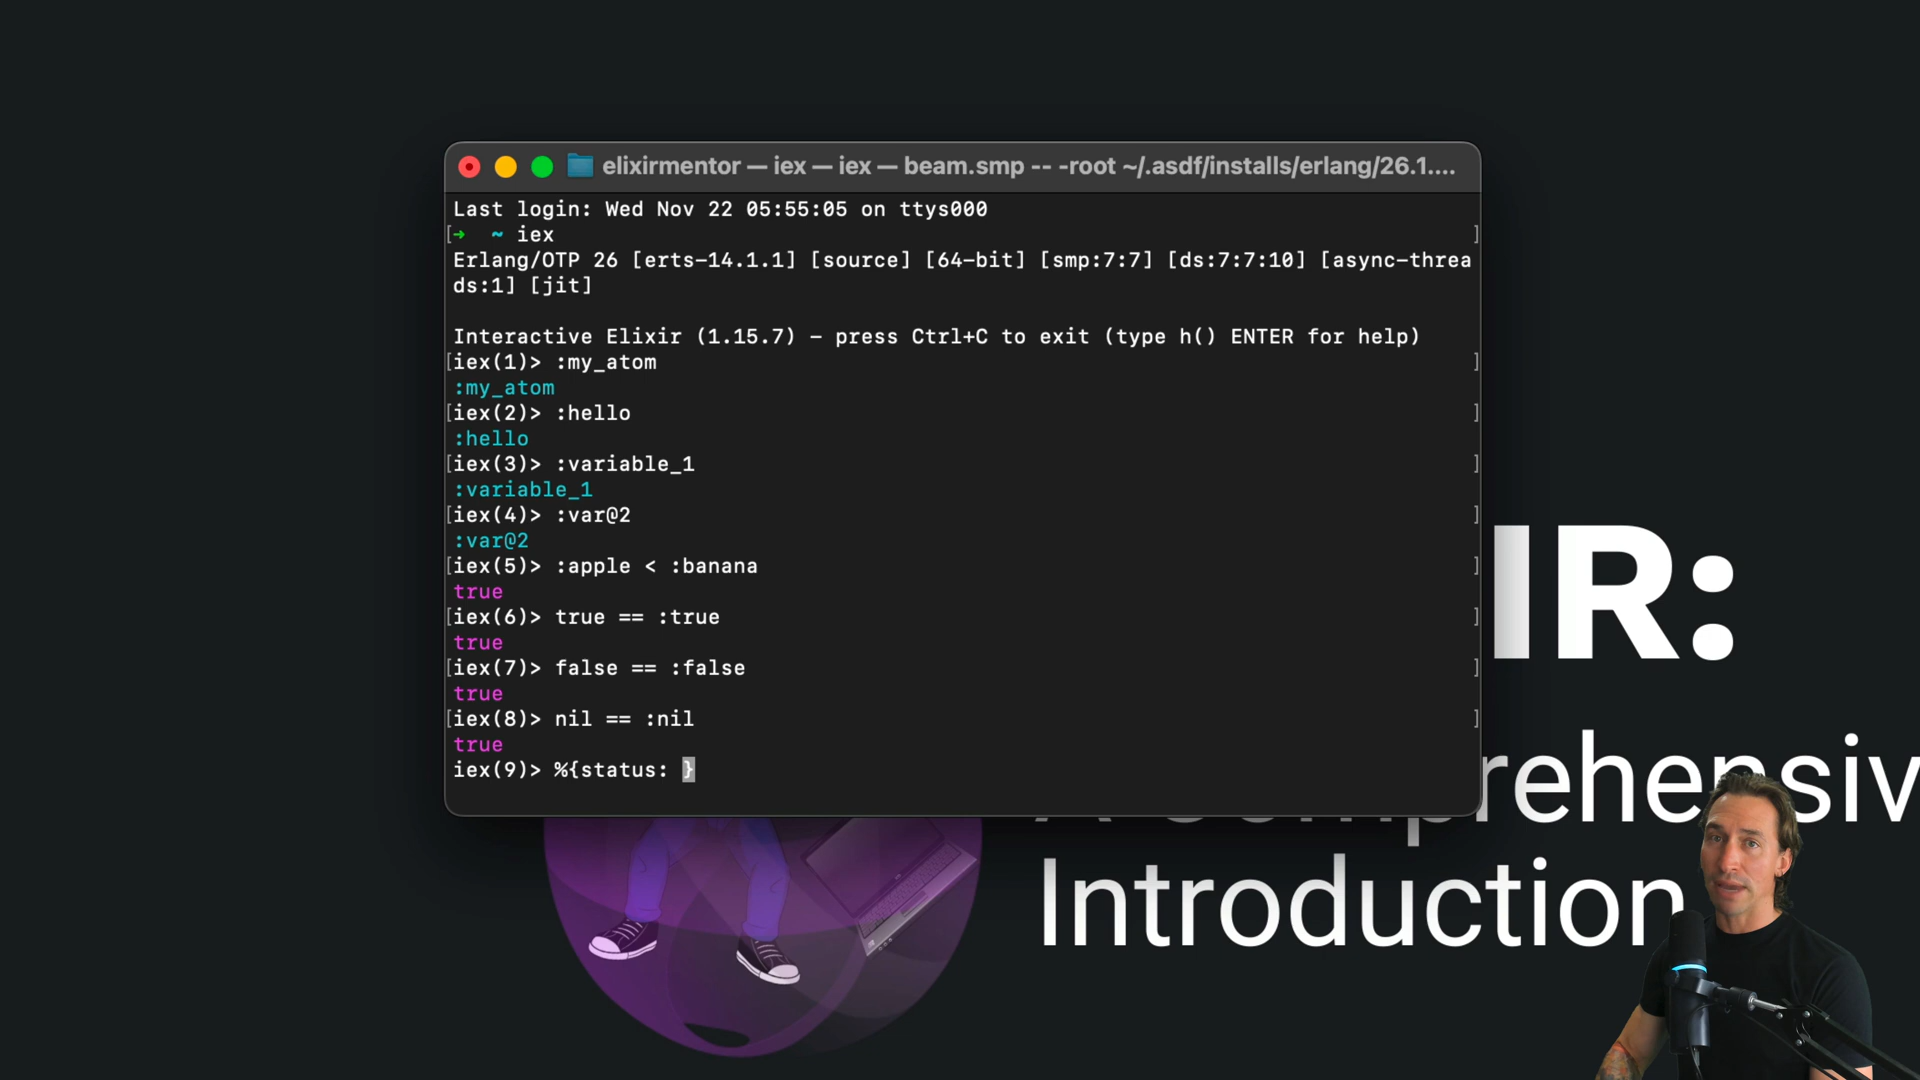 elixirmentor — iex — iex — beam.smp -- -root ~/.asdf/installs/erlang/26.1....
Last login: Wed Nov 22 05:55:05 on ttys000
[➜  ~ iex ]
Erlang/OTP 26 [erts-14.1.1] [source] [64-bit] [smp:7:7] [ds:7:7:10] [async-threa
ds:1] [jit]
Interactive Elixir (1.15.7) - press Ctrl+C to exit (type h() ENTER for help)
[iex(1)> :my_atom ]
:my_atom
[iex(2)> :hello ]
:hello
[iex(3)> :variable_1 ]
:variable_1
[iex(4)> :var@2 ]
:var@2
[iex(5)> :apple < :banana ]
true
[iex(6)> true == :true ]
true
[iex(7)> false == :false ]
true
[iex(8)> nil == :nil ]
true
iex(9)> %{status: }
IR:
rehensiv
Introduction